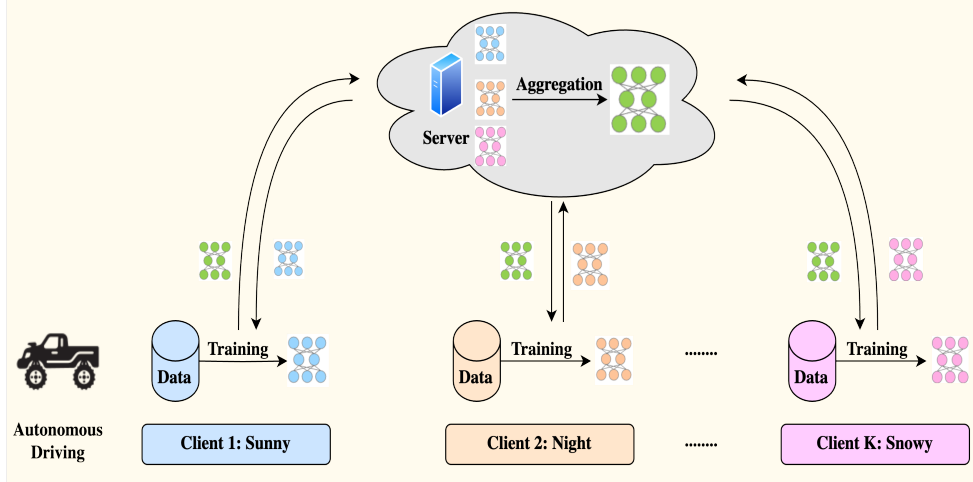 Aggregation
Server
Training
Data
Training
Data
........
Training
Data
Autonomous
Driving
Client 1: Sunny
Client 2: Night
........
Client K: Snowy